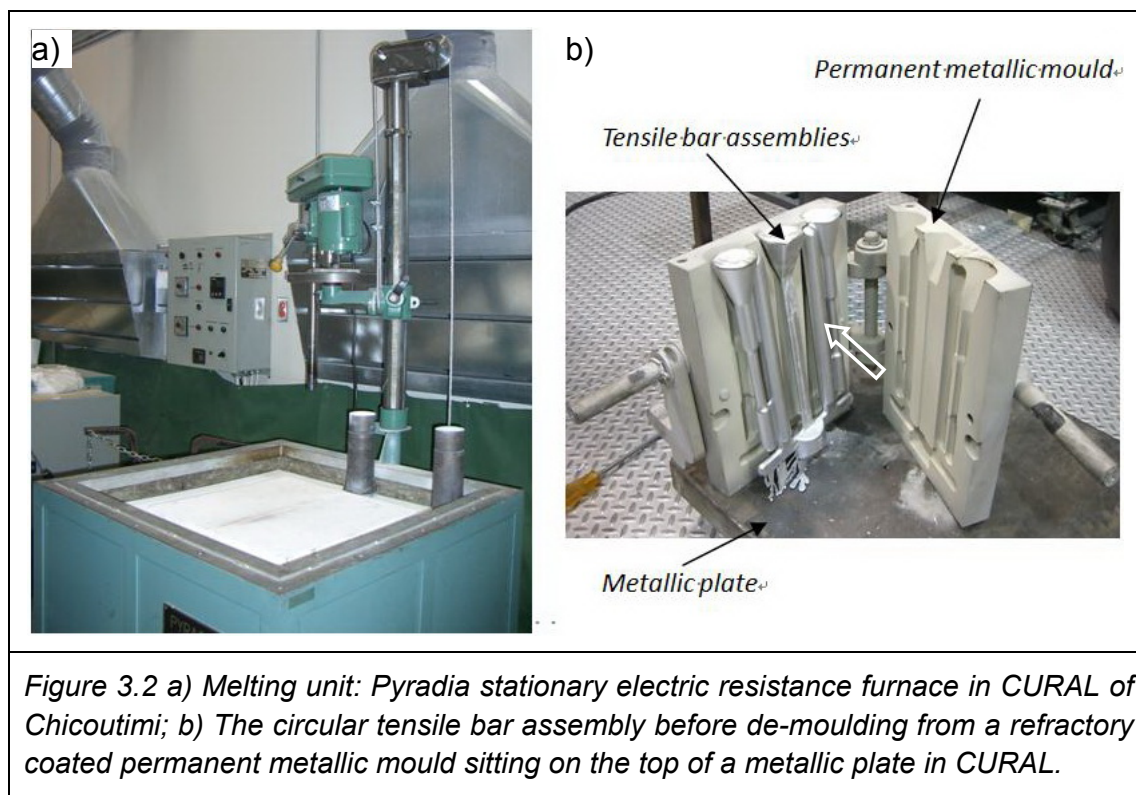 a)
b)
Permanent metallic mould
Tensile bar assemblies
Metallic plate
PYRA
Figure 3.2 a) Melting unit: Pyradia stationary electric resistance furnace in CURAL of
Chicoutimi; b) The circular tensile bar assembly before de-moulding from a refractory
coated permanent metallic mould sitting on the top of a metallic plate in CURAL.